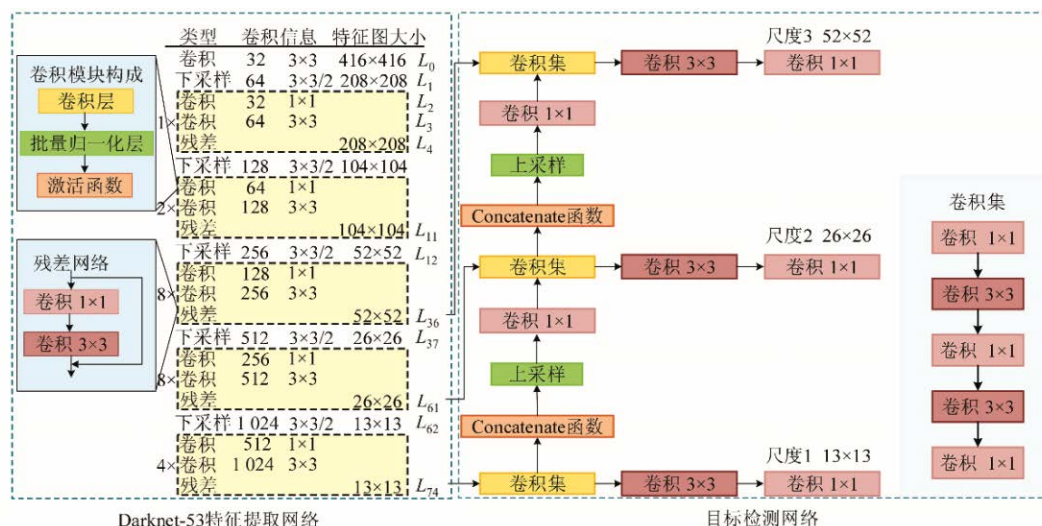 类型 卷积信息 特征图大小
卷积 32 3×3 416×416 L0
下采样 64 3×3/2 208×208 L1
1×
卷积 32 1×1 L2
卷积 64 3×3 L3
残差 208×208 L4
下采样 128 3×3/2 104×104
2×
卷积 64 1×1
卷积 128 3×3
残差 104×104 L11
下采样 256 3×3/2 52×52 L12
8×
卷积 128 1×1
卷积 256 3×3
残差 52×52 L36
下采样 512 3×3/2 26×26 L37
8×
卷积 256 1×1
卷积 512 3×3
残差 26×26 L61
下采样 1 024 3×3/2 13×13 L62
4×
卷积 512 1×1
卷积 1 024 3×3
残差 13×13 L74
卷积模块构成
卷积层
批量归一化层
激活函数
残差网络
卷积 1×1
卷积 3×3
Darknet-53特征提取网络
尺度3 52×52
卷积集
卷积 3×3
卷积 1×1
卷积 1×1
上采样
Concatenate函数
尺度2 26×26
卷积集
卷积 3×3
卷积 1×1
卷积 1×1
上采样
Concatenate函数
尺度1 13×13
卷积集
卷积 3×3
卷积 1×1
卷积集
卷积 1×1
卷积 3×3
卷积 1×1
卷积 3×3
卷积 1×1
目标检测网络